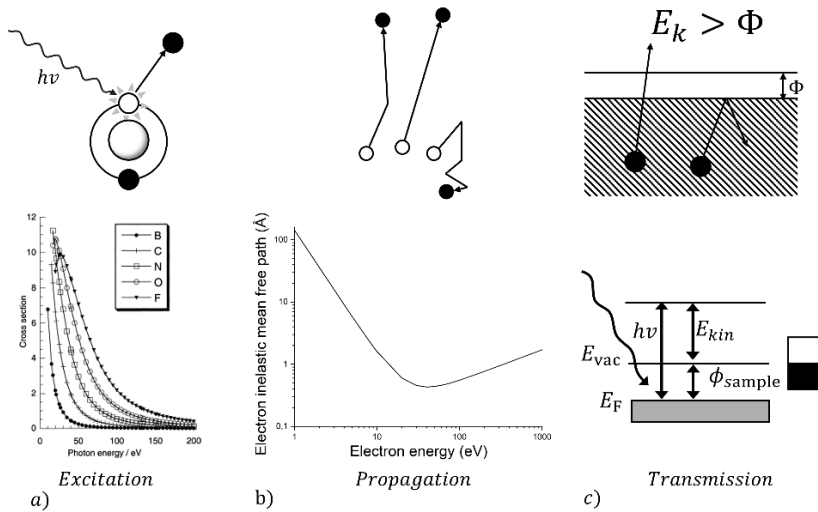 hν
E_k > Φ
Φ
12
10
8
6
4
2
0
Cross section
B
C
N
O
F
0
50
100
150
200
Photon energy / eV
Electron inelastic mean free path (Å)
100
10
1
0.1
1
10
100
1000
Electron energy (eV)
hν
E_kin
E_vac
ϕ_sample
E_F
Excitation
Propagation
Transmission
a)
b)
c)